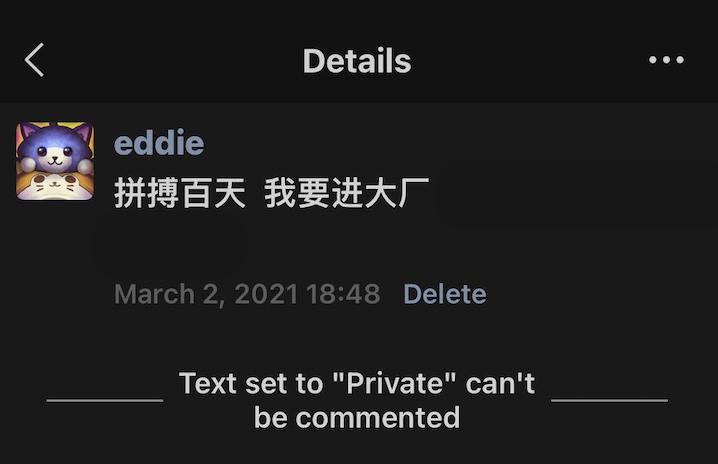 Details
eddie
拼搏百天 我要进大厂
March 2, 2021 18:48 Delete
Text set to "Private" can't
be commented